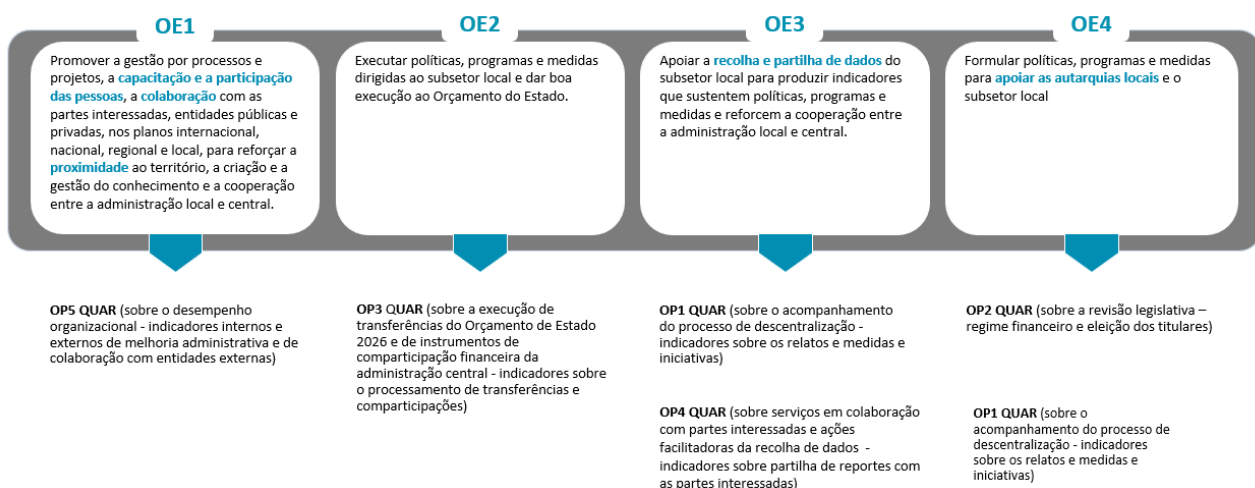 OE1
Promover a gestão por processos e
projetos, a capacitação e a participação
das pessoas, a colaboração com as
partes interessadas, entidades públicas e
privadas, nos planos internacional,
nacional, regional e local, para reforçar a
proximidade ao território, a criação e a
gestão do conhecimento e a cooperação
entre a administração local e central.
OE2
Executar políticas, programas e medidas
dirigidas ao subsetor local e dar boa
execução ao Orçamento do Estado.
OE3
Apoiar a recolha e partilha de dados do
subsetor local para produzir indicadores
que sustentem políticas, programas e
medidas e reforcem a cooperação entre
a administração local e central.
OE4
Formular políticas, programas e medidas
para apoiar as autarquias locais e o
subsetor local
OP5 QUAR (sobre o desempenho
organizacional - indicadores internos e
externos de melhoria administrativa e de
colaboração com entidades externas)
OP3 QUAR (sobre a execução de
transferências do Orçamento de Estado
2026 e de instrumentos de
comparticipação financeira da
administração central - indicadores sobre
o processamento de transferências e
comparticipações)
OP1 QUAR (sobre o acompanhamento
do processo de descentralização -
indicadores sobre os relatos e medidas e
iniciativas)
OP4 QUAR (sobre serviços em colaboração
com partes interessadas e ações
facilitadoras da recolha de dados -
indicadores sobre partilha de reportes com
as partes interessadas)
OP2 QUAR (sobre a revisão legislativa –
regime financeiro e eleição dos titulares)
OP1 QUAR (sobre o
acompanhamento do processo de
descentralização - indicadores
sobre os relatos e medidas e
iniciativas)